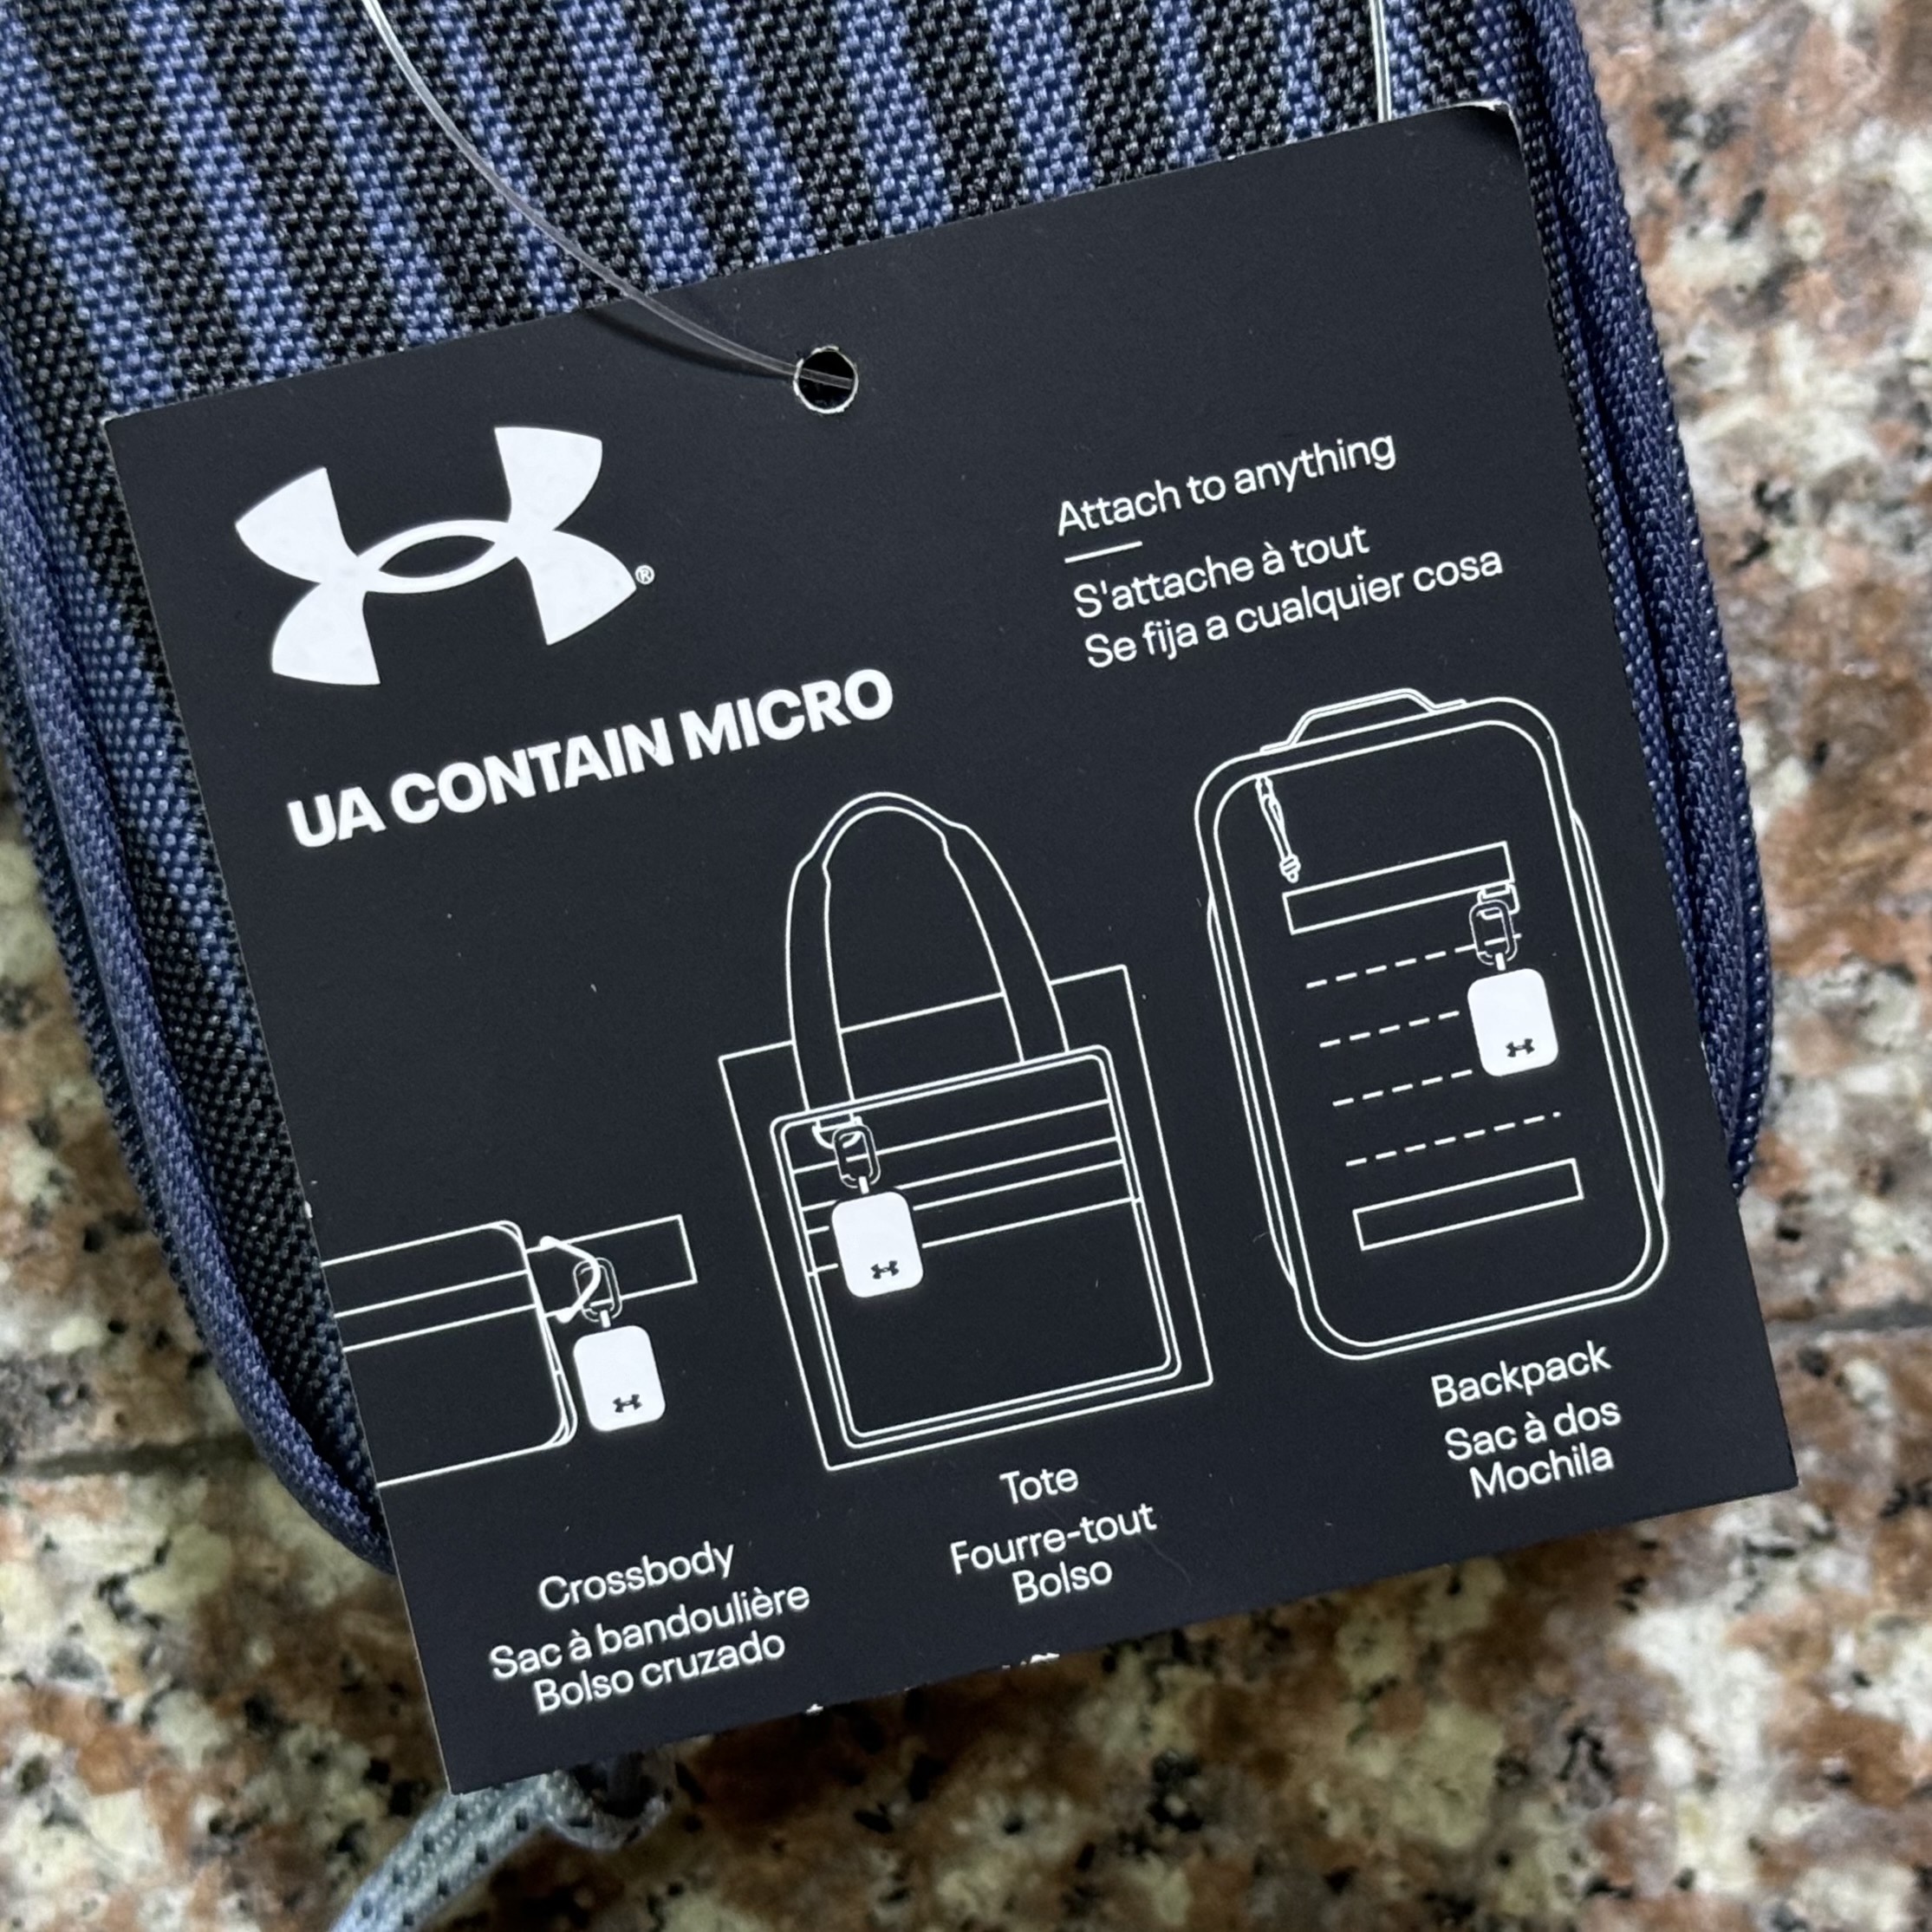 UA CONTAIN MICRO
Attach to anything
S'attache à tout
Se fija a cualquier cosa
Crossbody
Sac à bandoulière
Bolso cruzado
Tote
Fourre-tout
Bolso
Backpack
Sac à dos
Mochila